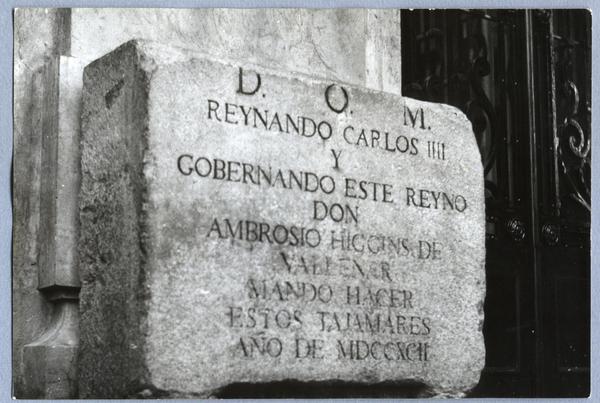 D. O. M.
REYNANDO CARLOS IIII
Y
GOBERNANDO ESTE REYNO
DON
AMBROSIO HIGGINS DE
VALLENAR
MANDO HACER
ESTOS TAJAMARES
AÑO DE MDCCXCII